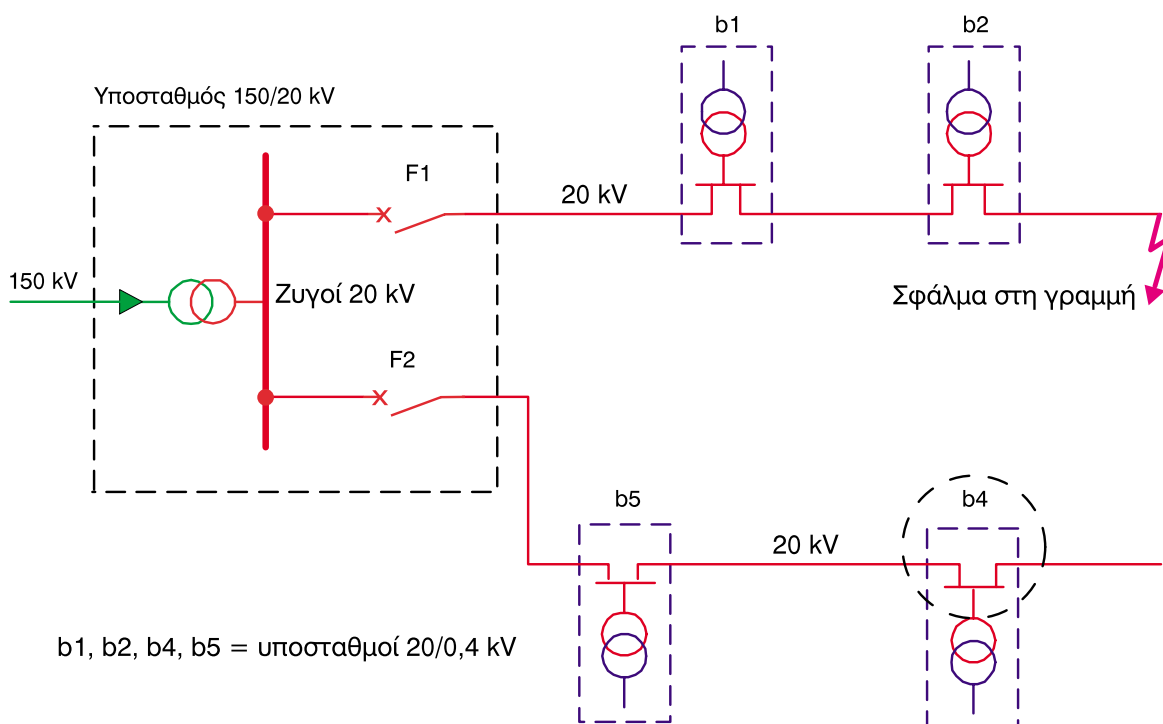 b1
b2
Υποσταθμός 150/20 kV
F1
20 kV
150 kV
Ζυγοί 20 kV
Σφάλμα στη γραμμή
F2
b5
b4
20 kV
b1, b2, b4, b5 = υποσταθμοί 20/0,4 kV